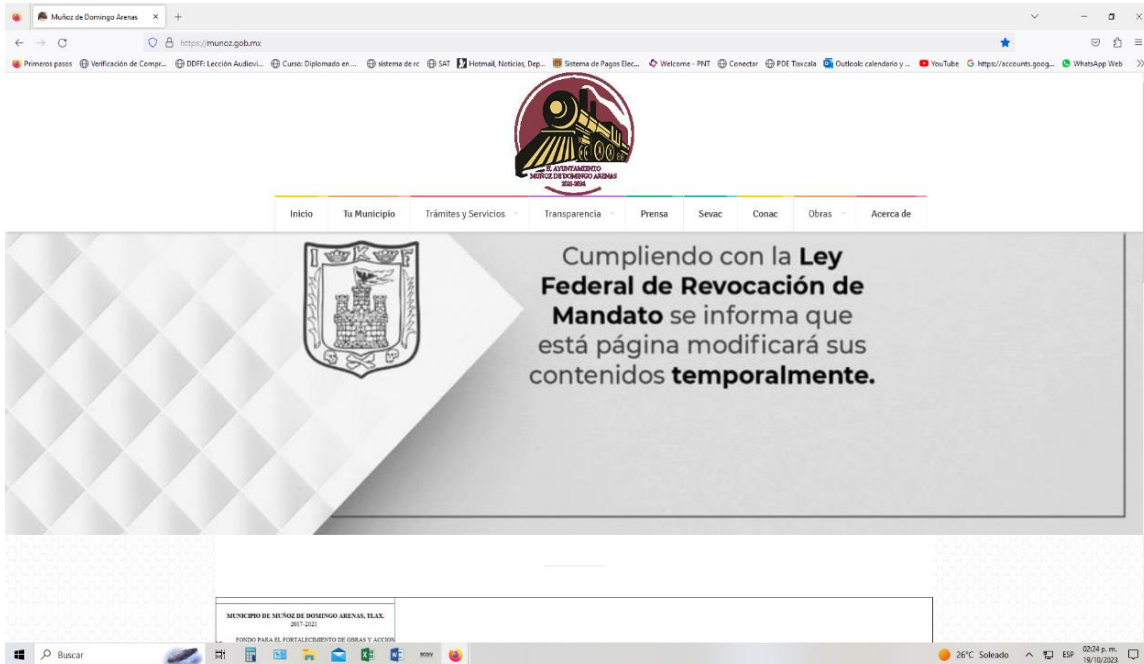 Muñoz de Domingo Arenas
https://munoz.gob.mx
Primeros pasos Verificación de Compr... DDFF: Lección Audiovi... Curso: Diplomado en ... sistema de rc SAT Hotmail, Noticias, Dep... Sistema de Pagos Elec... Welcome - PNT Conectar PDE Tlaxcala Outlook: calendario y ... YouTube https://accounts.goog... WhatsApp Web
EL AYUNTAMIENTO
MUÑOZ DE DOMINGO ARENAS
2021-2024
Inicio Tu Municipio Trámites y Servicios Transparencia Prensa Sevac Conac Obras Acerca de
I K F
Cumpliendo con la Ley
Federal de Revocación de
Mandato se informa que
está página modificará sus
contenidos temporalmente.
MUNICIPIO DE MUÑOZ DE DOMINGO ARENAS, TLAX.
2017-2021
FONDO PARA EL FORTALECIMIENTO DE OBRAS Y ACCION
Buscar
26°C Soleado ESP 02:24 p. m.
19/10/2023